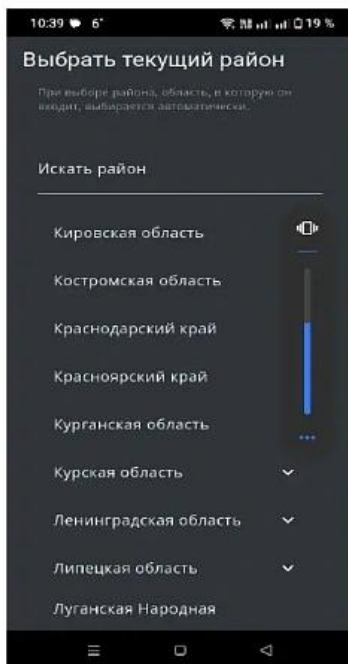 10:39 6° 19 %
Выбрать текущий район
При выборе района, область, в которую он
входит, выбирается автоматически.
Искать район
Кировская область
Костромская область
Краснодарский край
Красноярский край
Курганская область
Курская область
Ленинградская область
Липецкая область
Луганская Народная